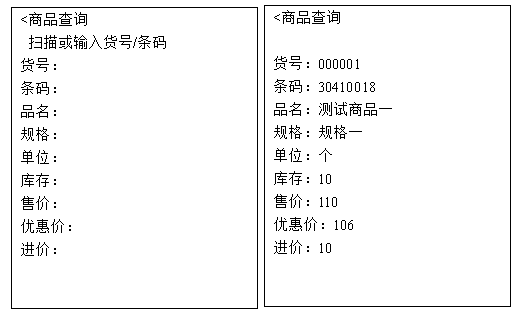 <商品查询
扫描或输入货号/条码
货号：
条码：
品名：
规格：
单位：
库存：
售价：
优惠价：
进价：
<商品查询
货号：000001
条码：30410018
品名：测试商品一
规格：规格一
单位：个
库存：10
售价：110
优惠价：106
进价：10